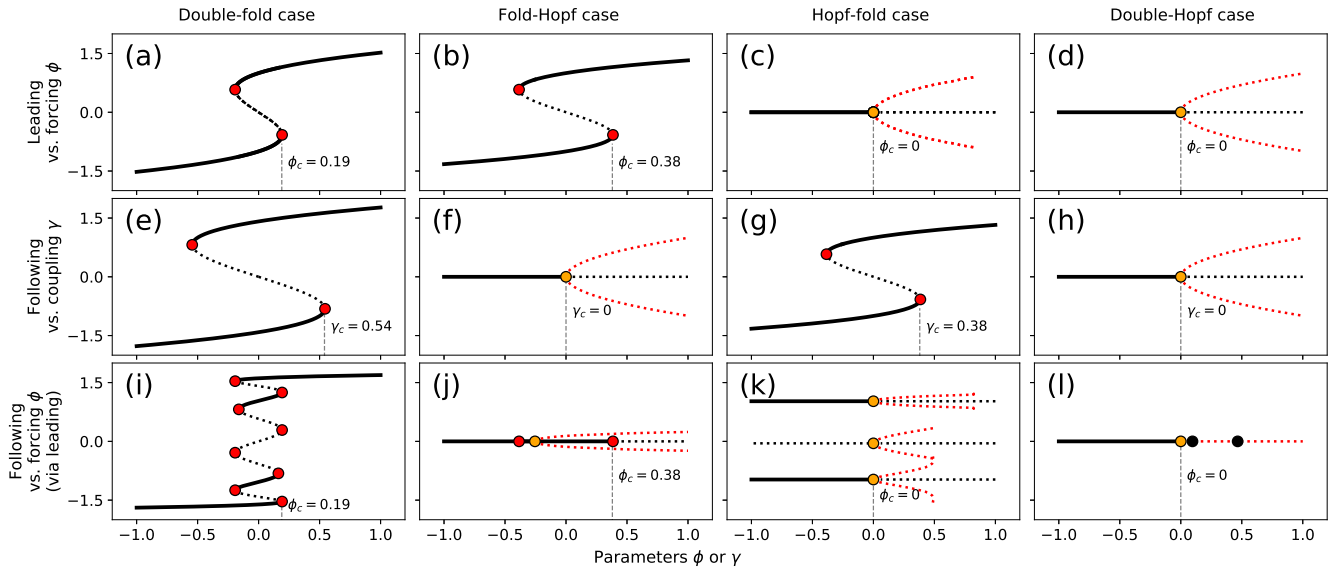 Double-fold case
Fold-Hopf case
Hopf-fold case
Double-Hopf case
Leading
vs. forcing ϕ
1.5
0.0
−1.5
(a)
ϕc = 0.19
(b)
ϕc = 0.38
(c)
ϕc = 0
(d)
ϕc = 0
Following
vs. coupling γ
1.5
0.0
−1.5
(e)
γc = 0.54
(f)
γc = 0
(g)
γc = 0.38
(h)
γc = 0
Following
vs. forcing ϕ
(via leading)
1.5
0.0
−1.5
(i)
ϕc = 0.19
(j)
ϕc = 0.38
(k)
ϕc = 0
(l)
ϕc = 0
−1.0 −0.5 0.0 0.5 1.0
−1.0 −0.5 0.0 0.5 1.0
−1.0 −0.5 0.0 0.5 1.0
−1.0 −0.5 0.0 0.5 1.0
Parameters ϕ or γ